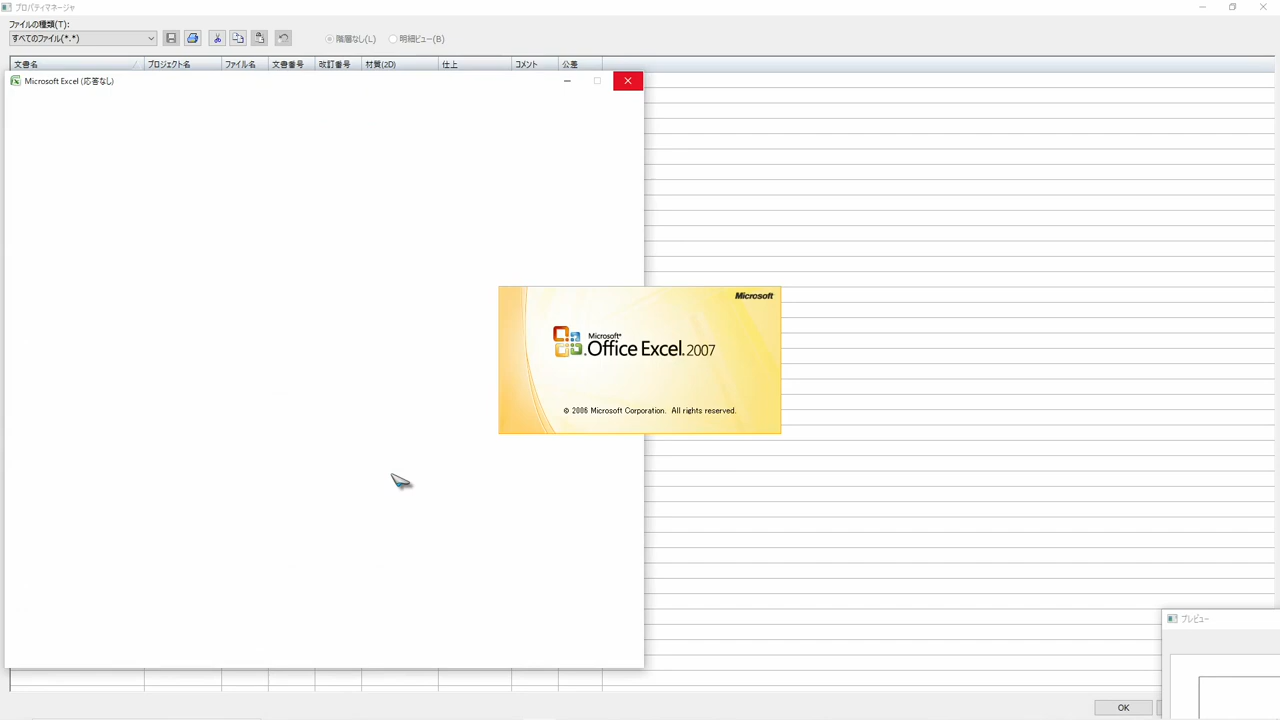 プロパティマネージャ
ファイルの種類(T):
すべてのファイル(*.*)
階層なし(L)
明細ビュー(B)
文書名
プロジェクト名
ファイル名
文書番号
改訂番号
材質(2D)
仕上
コメント
公差
Microsoft Excel (応答なし)
Microsoft
Microsoft®
Office Excel 2007
© 2006 Microsoft Corporation. All rights reserved.
プレビュー
OK